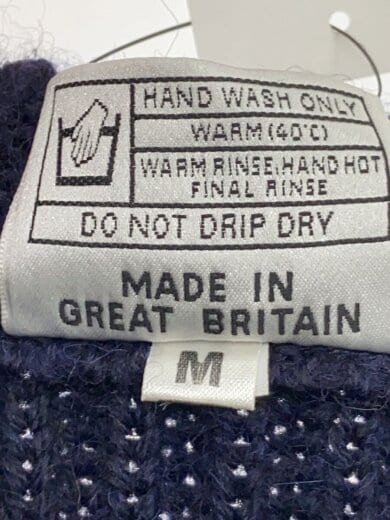 HAND WASH ONLY
WARM (40°C)
WARM RINSE, HAND HOT
FINAL RINSE
DO NOT DRIP DRY
MADE IN
GREAT BRITAIN
M